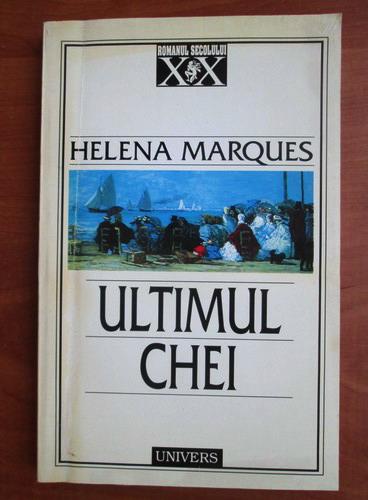 ROMANUL SECOLULUI
XX
HELENA MARQUES
ULTIMUL
CHEI
UNIVERS